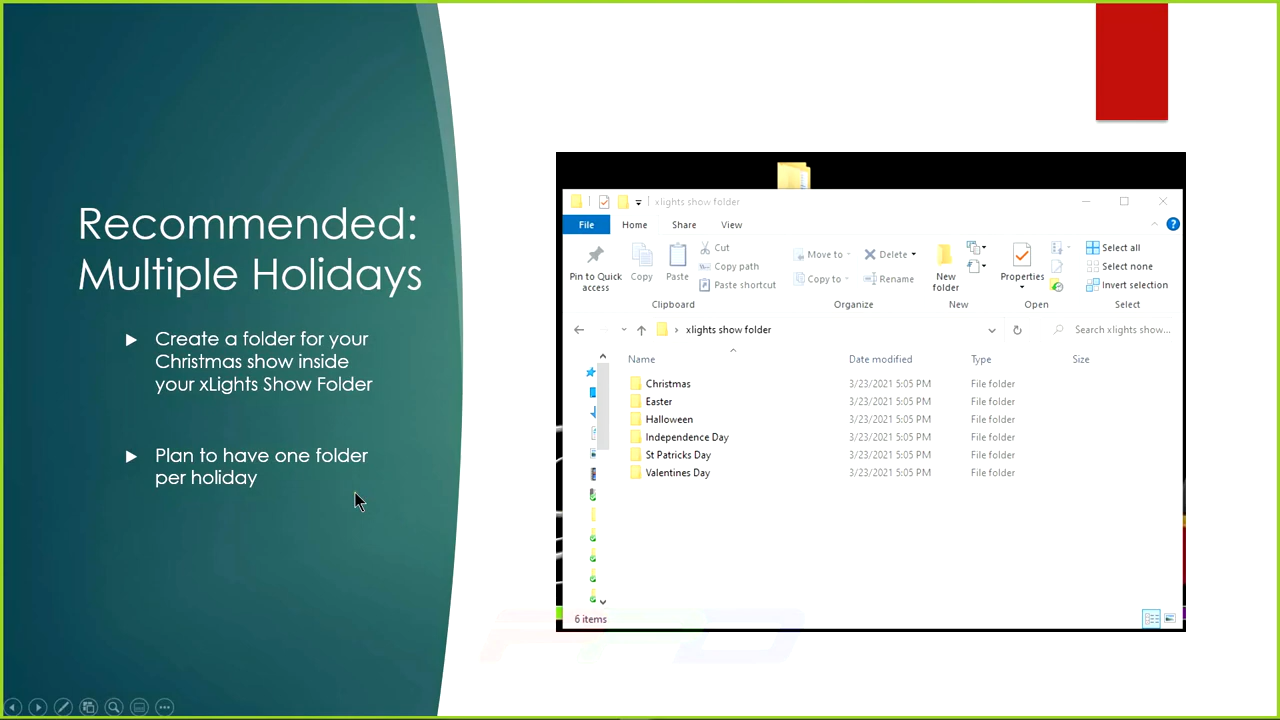 Recommended:
Multiple Holidays
Create a folder for your
Christmas show inside
your xLights Show Folder
Plan to have one folder
per holiday
xlights show folder
File Home Share View
Pin to Quick
access
Copy
Paste
Cut
Copy path
Paste shortcut
Clipboard
Move to
Copy to
Delete
Rename
Organize
New
folder
New
Properties
Open
Select all
Select none
Invert selection
Select
xlights show folder
Search xlights show...
Name Date modified Type Size
Christmas 3/23/2021 5:05 PM File folder
Easter 3/23/2021 5:05 PM File folder
Halloween 3/23/2021 5:05 PM File folder
Independence Day 3/23/2021 5:05 PM File folder
St Patricks Day 3/23/2021 5:05 PM File folder
Valentines Day 3/23/2021 5:05 PM File folder
6 items